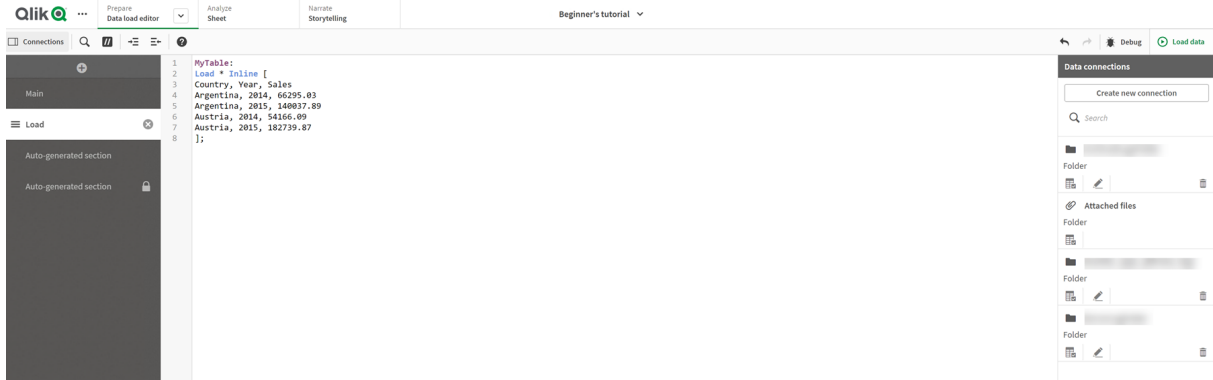 Qlik
Prepare
Data load editor
Analyze
Sheet
Narrate
Storytelling
Beginner's tutorial
Connections
Debug
Load data
Main
Load
Auto-generated section
Auto-generated section
1 MyTable:
2 Load * Inline [
3 Country, Year, Sales
4 Argentina, 2014, 66295.03
5 Argentina, 2015, 140037.89
6 Austria, 2014, 54166.09
7 Austria, 2015, 182739.87
8 ];
Data connections
Create new connection
Search
Folder
Attached files
Folder
Folder
Folder